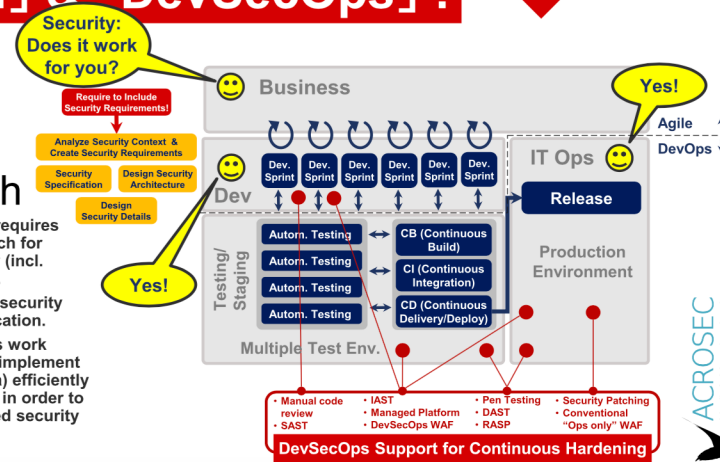 DevSecOps] ?
Security:
Does it work
for you?
Yes!
Business
Require to Include
Security Requirements!
Agile
DevOps
Analyze Security Context &
Create Security Requirements
Security
Specification
Design Security
Architecture
Design
Security Details
Dev
Dev.
Sprint
Dev.
Sprint
Dev.
Sprint
Dev.
Sprint
Dev.
Sprint
Dev.
Sprint
IT Ops
Release
Production
Environment
Yes!
Testing/
Staging
Autom. Testing
Autom. Testing
Autom. Testing
Autom. Testing
CB (Continuous
Build)
CI (Continuous
Integration)
CD (Continuous
Delivery/Deploy)
Multiple Test Env.
requires
for
(incl.
security
work
implement
efficiently
in order to
security
• Manual code
review
• SAST
• IAST
• Managed Platform
• DevSecOps WAF
• Pen Testing
• DAST
• RASP
• Security Patching
• Conventional
“Ops only” WAF
DevSecOps Support for Continuous Hardening
ACROSEC